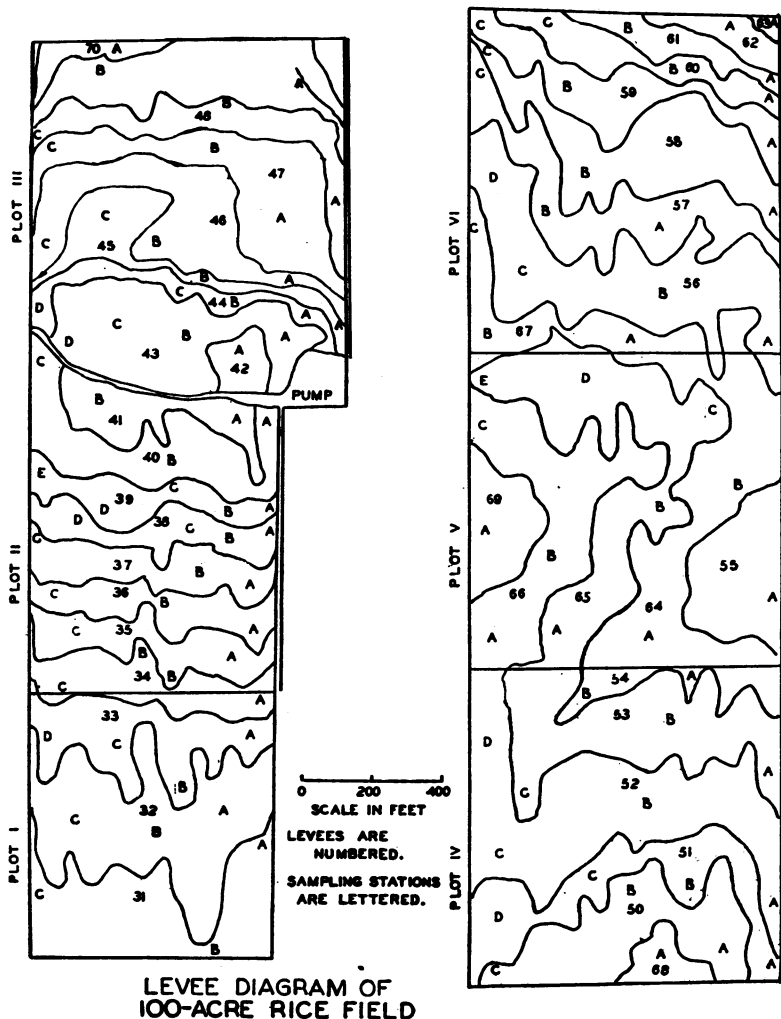 70 A
B
A
48
C
B
C
B
47
C
46
A
A
C
45
B
B
A
A
C
44 B
A
D
C
D
43
B
A
A
42
A
C
PLOT III
PUMP
B
41
A
A
40
B
E
C
39
D
B
A
C
D
38
C
B
A
C
37
B
36
A
C
B
35
A
C
B
A
34
B
C
PLOT II
33
A
D
C
A
B
32
A
C
B
A
C
31
B
PLOT I
C
C
B
61
A
62
63A
C
B
60
A
C
B
59
A
58
A
D
B
57
B
A
A
C
C
56
B
B
67
A
A
PLOT VI
E
D
C
C
69
B
B
A
B
55
66
65
64
A
A
A
A
PLOT V
54
A
B
53
B
D
52
C
B
A
51
C
C
B
B
50
D
A
A
A
68
C
A
PLOT IV
0 200 400
SCALE IN FEET
LEVEES ARE
NUMBERED.
SAMPLING STATIONS
ARE LETTERED.
LEVEE DIAGRAM OF
100-ACRE RICE FIELD